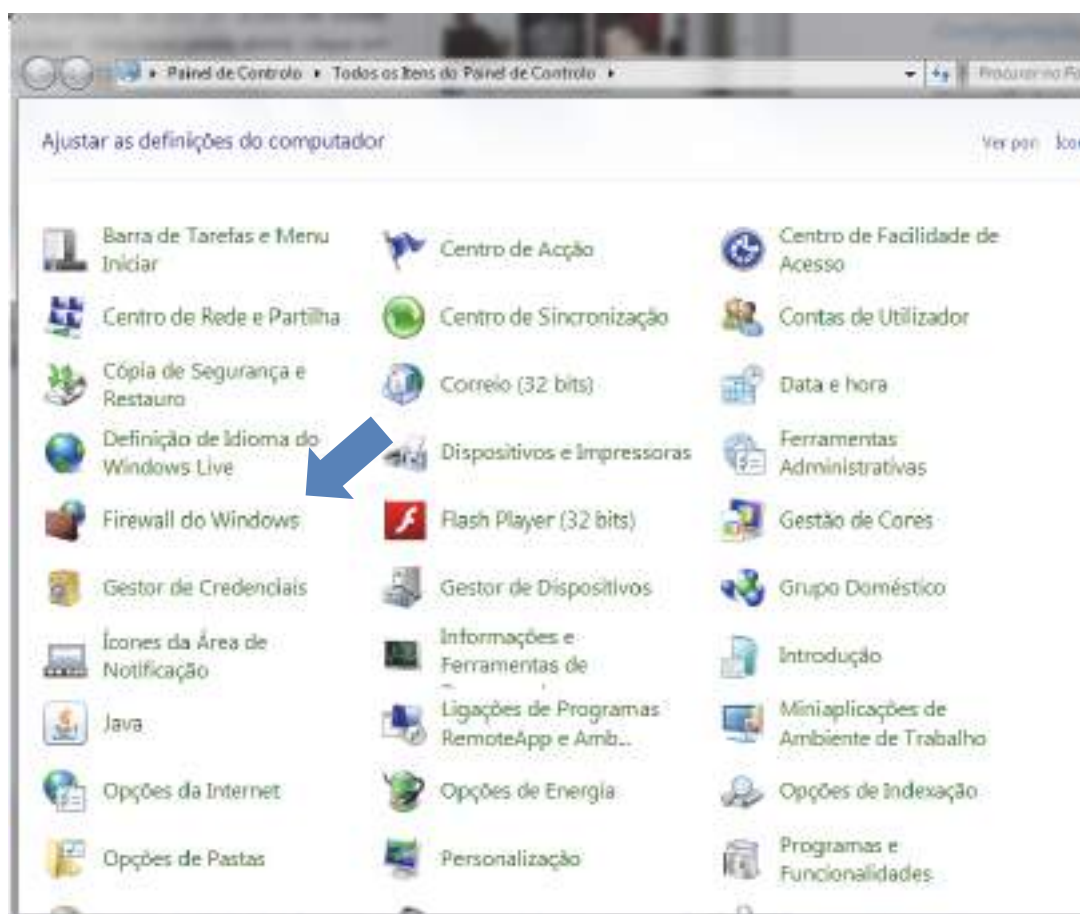 Painel de Controlo ▸ Todos os Itens do Painel de Controlo ▸
Procurar no
Ajustar as definições do computador
Ver por:
Barra de Tarefas e Menu
Iniciar
Centro de Acção
Centro de Facilidade de
Acesso
Centro de Rede e Partilha
Centro de Sincronização
Contas de Utilizador
Cópia de Segurança e
Restauro
Correio (32 bits)
Data e hora
Definição de Idioma do
Windows Live
Dispositivos e Impressoras
Ferramentas
Administrativas
Firewall do Windows
Flash Player (32 bits)
Gestão de Cores
Gestor de Credenciais
Gestor de Dispositivos
Grupo Doméstico
Ícones da Área de
Notificação
Informações e
Ferramentas de
Introdução
Java
Ligações de Programas
RemoteApp e Amb...
Miniaplicações de
Ambiente de Trabalho
Opções da Internet
Opções de Energia
Opções de Indexação
Opções de Pastas
Personalização
Programas e
Funcionalidades